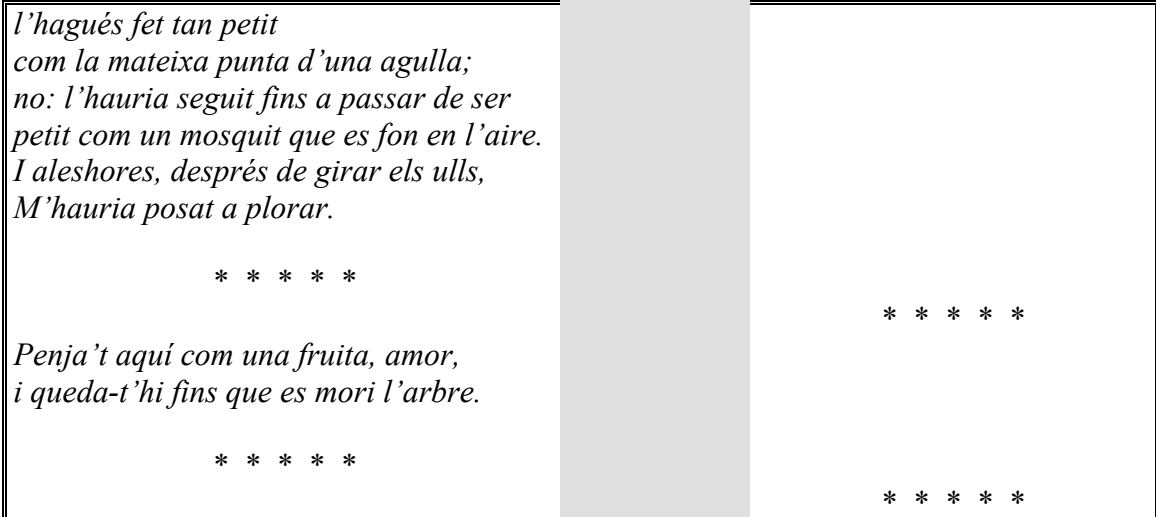 l’hagués fet tan petit
com la mateixa punta d’una agulla;
no: l’hauria seguit fins a passar de ser
petit com un mosquit que es fon en l’aire.
I aleshores, després de girar els ulls,
M’hauria posat a plorar.
* * * * *
* * * * *
Penja’t aquí com una fruita, amor,
i queda-t’hi fins que es mori l’arbre.
* * * * *
* * * * *